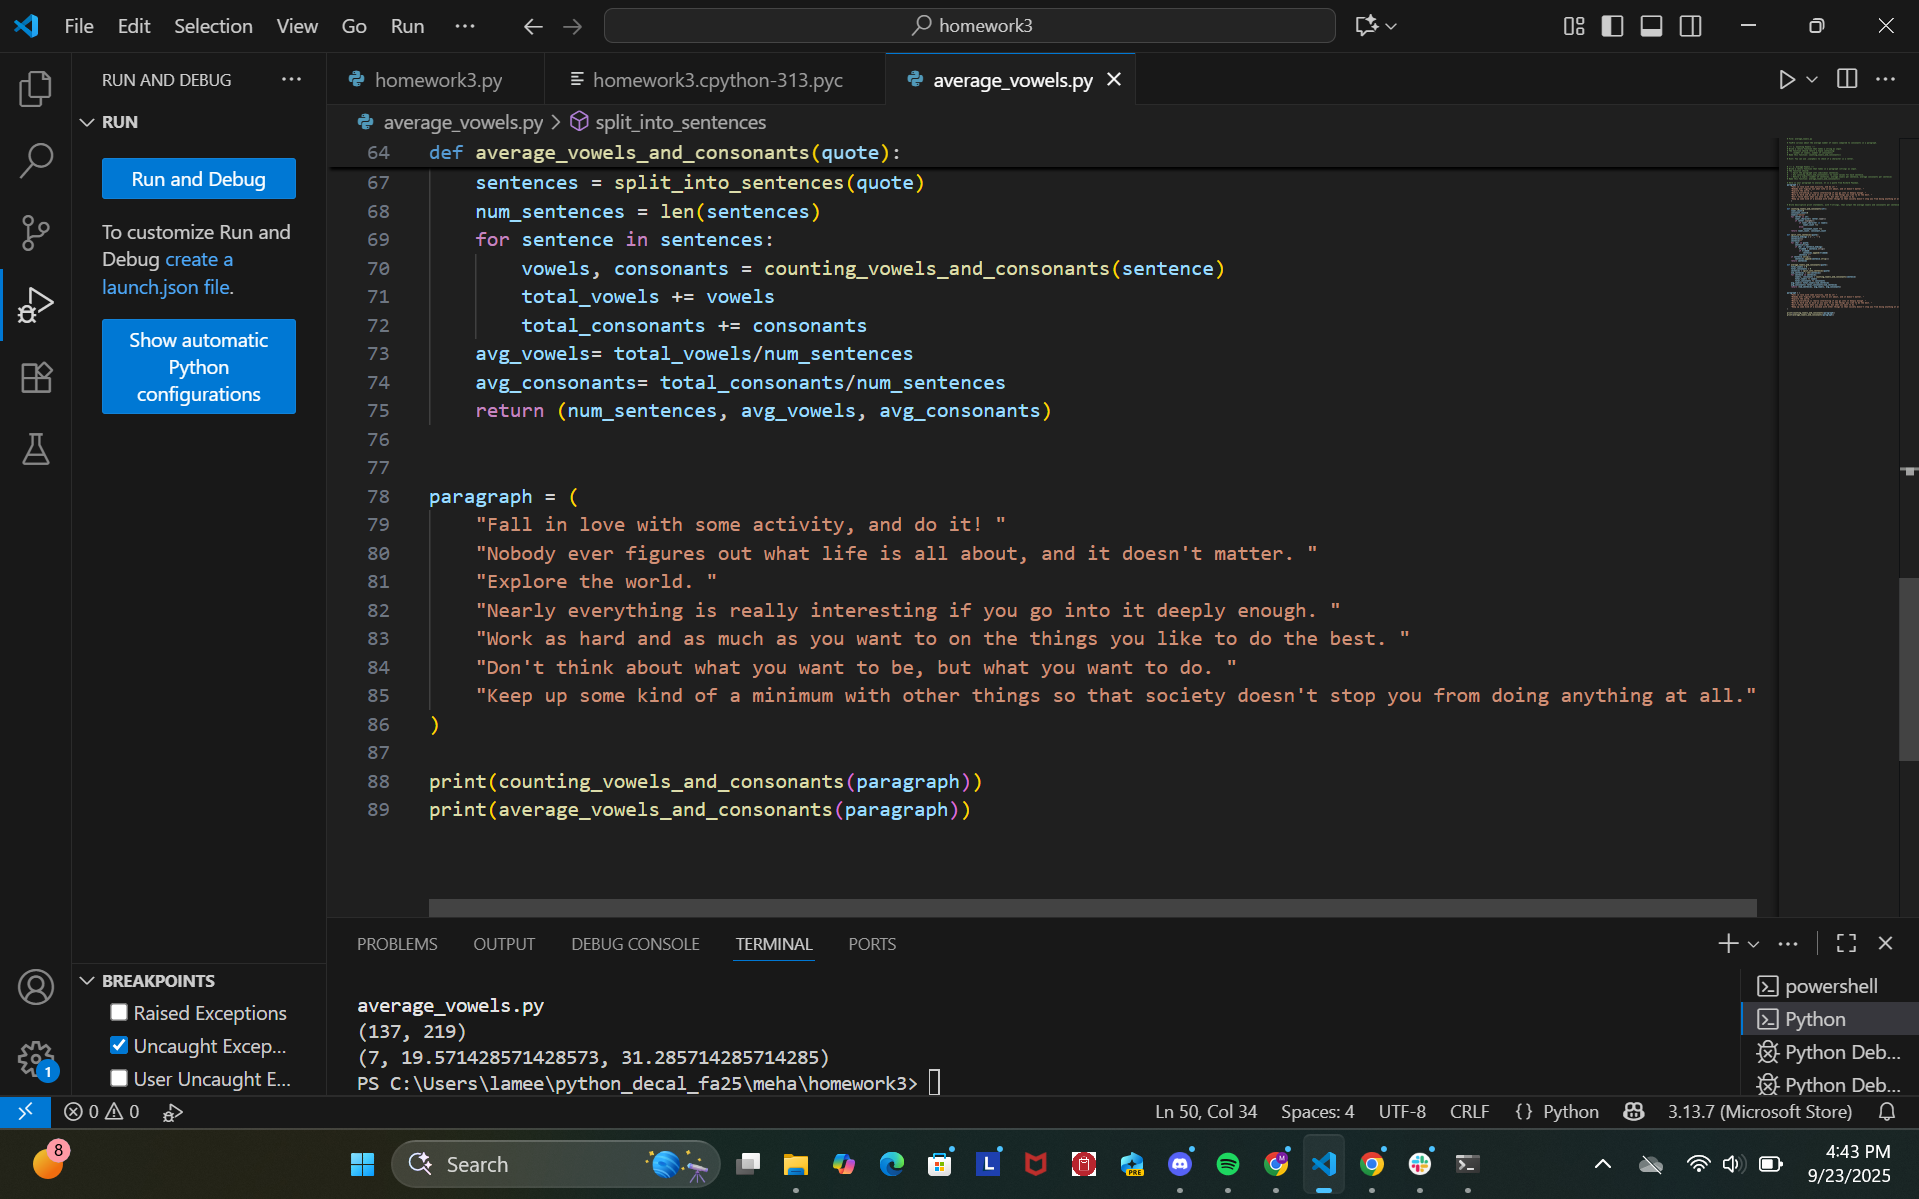 File Edit Selection View Go Run
homework3
RUN AND DEBUG
homework3.py
homework3.cpython-313.pyc
average_vowels.py
RUN
Run and Debug
To customize Run and
Debug create a
launch.json file.
Show automatic
Python
configurations
BREAKPOINTS
Raised Exceptions
Uncaught Excep...
User Uncaught E...
1
average_vowels.py > split_into_sentences
64 def average_vowels_and_consonants(quote):
67 sentences = split_into_sentences(quote)
68 num_sentences = len(sentences)
69 for sentence in sentences:
70 vowels, consonants = counting_vowels_and_consonants(sentence)
71 total_vowels += vowels
72 total_consonants += consonants
73 avg_vowels= total_vowels/num_sentences
74 avg_consonants= total_consonants/num_sentences
75 return (num_sentences, avg_vowels, avg_consonants)
76
77
78 paragraph = (
79 "Fall in love with some activity, and do it! "
80 "Nobody ever figures out what life is all about, and it doesn't matter. "
81 "Explore the world. "
82 "Nearly everything is really interesting if you go into it deeply enough. "
83 "Work as hard and as much as you want to on the things you like to do the best. "
84 "Don't think about what you want to be, but what you want to do. "
85 "Keep up some kind of a minimum with other things so that society doesn't stop you from doing anything at all."
86 )
87
88 print(counting_vowels_and_consonants(paragraph))
89 print(average_vowels_and_consonants(paragraph))
PROBLEMS OUTPUT DEBUG CONSOLE TERMINAL PORTS
average_vowels.py
(137, 219)
(7, 19.571428571428573, 31.285714285714285)
PS C:\Users\lamee\python_decal_fa25\meha\homework3>
powershell
Python
Python Deb...
Python Deb...
0 0
Ln 50, Col 34 Spaces: 4 UTF-8 CRLF {} Python 3.13.7 (Microsoft Store)
8
Search
L
PRE
M
4:43 PM
9/23/2025